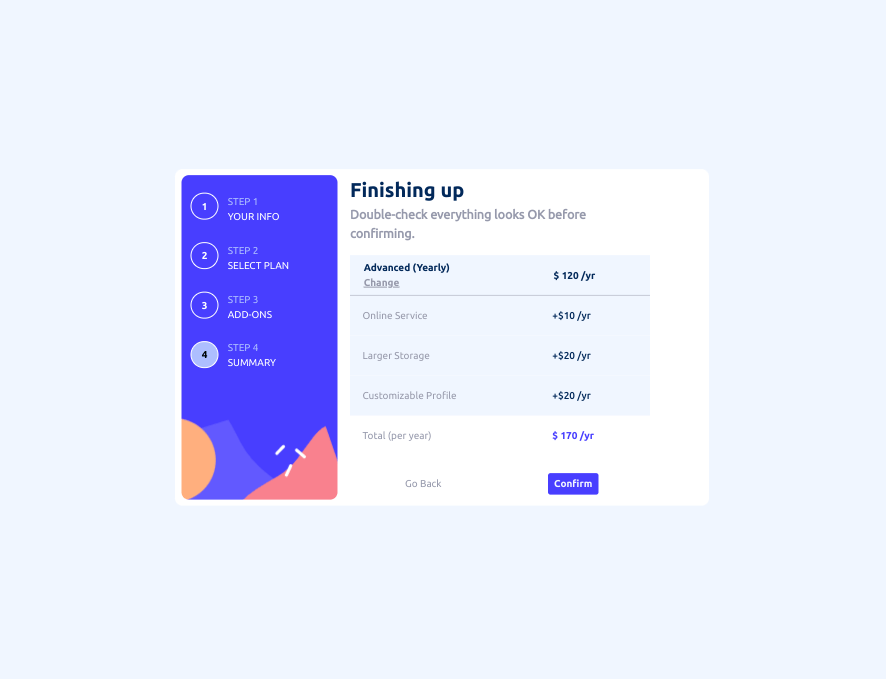 1
STEP 1
YOUR INFO
2
STEP 2
SELECT PLAN
3
STEP 3
ADD-ONS
4
STEP 4
SUMMARY
Finishing up
Double-check everything looks OK before
confirming.
Advanced (Yearly)
Change
$ 120 /yr
Online Service +$10 /yr
Larger Storage +$20 /yr
Customizable Profile +$20 /yr
Total (per year) $ 170 /yr
Go Back Confirm